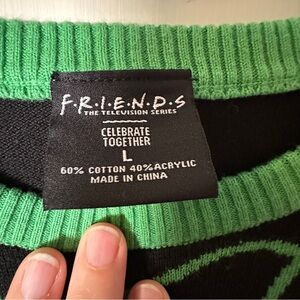 F·R·I·E·N·D·S
THE TELEVISION SERIES
CELEBRATE
TOGETHER
L
60% COTTON 40% ACRYLIC
MADE IN CHINA